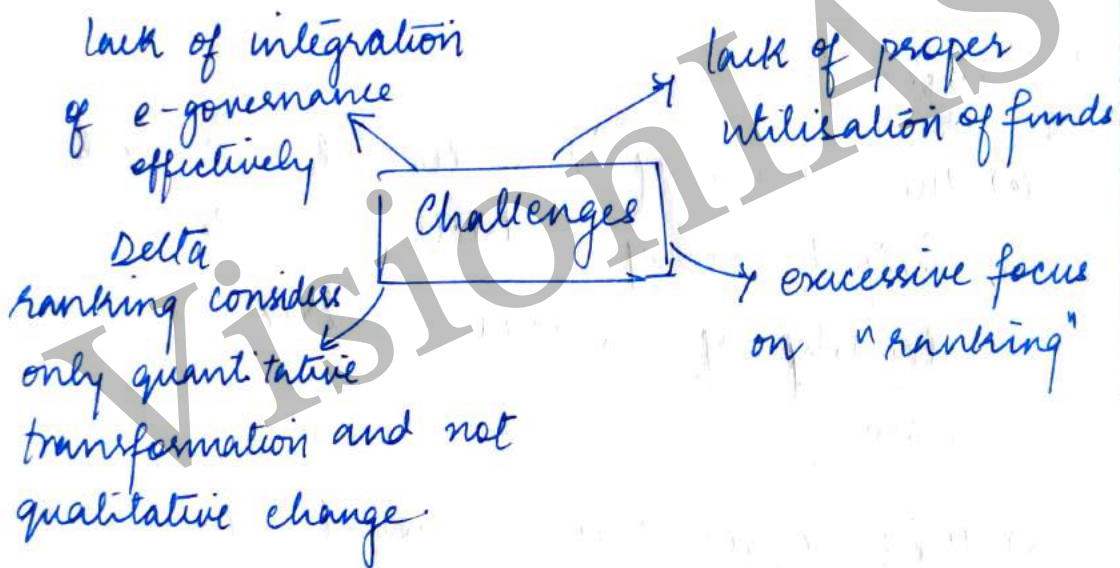 lack of integration
of e-governance
effectively
lack of proper
utilisation of funds
Challenges
Delta
ranking considers
only quantitative
transformation and not
qualitative change.
excessive focus
on "ranking"
VisionIAS